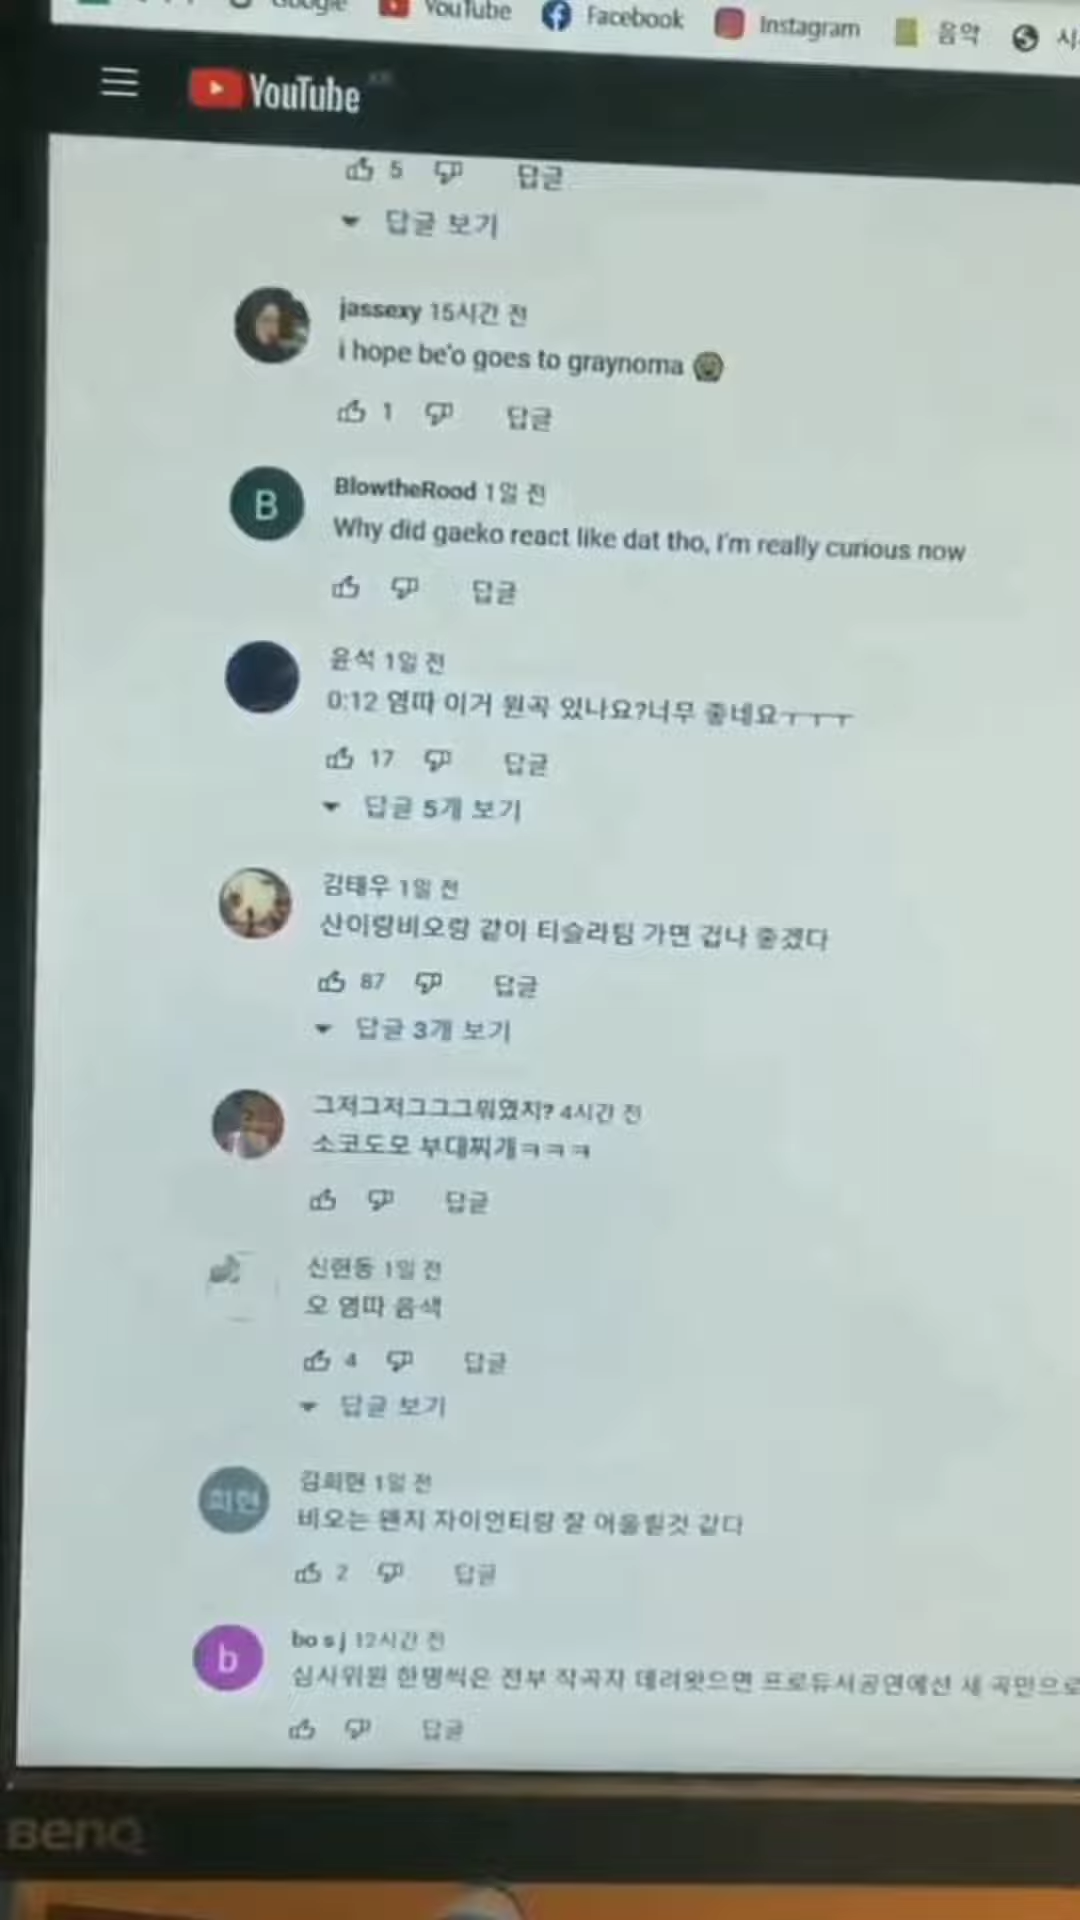 Google YouTube Facebook Instagram 음악
YouTube KR
5 답글
답글 보기
jassexy 15시간 전
i hope be'o goes to graynoma
1 답글
BlowtheRood 1일 전
Why did gaeko react like dat tho, I'm really curious now
답글
윤석 1일 전
0:12 염따 이거 원곡 있나요?너무 좋네요ㅜㅜㅜ
17 답글
답글 5개 보기
김태우 1일 전
산이랑비오랑 같이 티슬라팀 가면 겁나 좋겠다
87 답글
답글 3개 보기
그저그저그그그뭐였지? 4시간 전
소코도모 부대찌개ㅋㅋㅋ
답글
신현동 1일 전
오 염따 음색
4 답글
답글 보기
희현
김희현 1일 전
비오는 왠지 자이언티랑 잘 어울릴것 같다
2 답글
b
bo s j 12시간 전
심사위원 한명씩은 전부 작곡자 데려왓으면 프로듀서공연에선 새 곡만으로
답글
BenQ